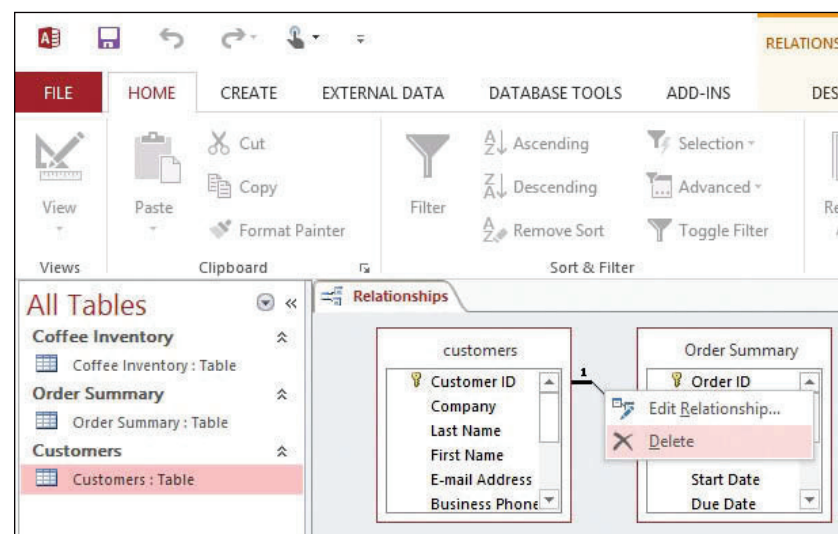 RELATIONS
FILE HOME CREATE EXTERNAL DATA DATABASE TOOLS ADD-INS DES
View
Paste
Cut
Copy
Format Painter
Filter
Ascending
Descending
Remove Sort
Selection
Advanced
Toggle Filter
Re
Views Clipboard Sort & Filter
All Tables
Coffee Inventory
Coffee Inventory : Table
Order Summary
Order Summary : Table
Customers
Customers : Table
Relationships
customers
Customer ID
Company
Last Name
First Name
E-mail Address
Business Phone
1
Order Summary
Order ID
Edit Relationship...
Delete
Start Date
Due Date